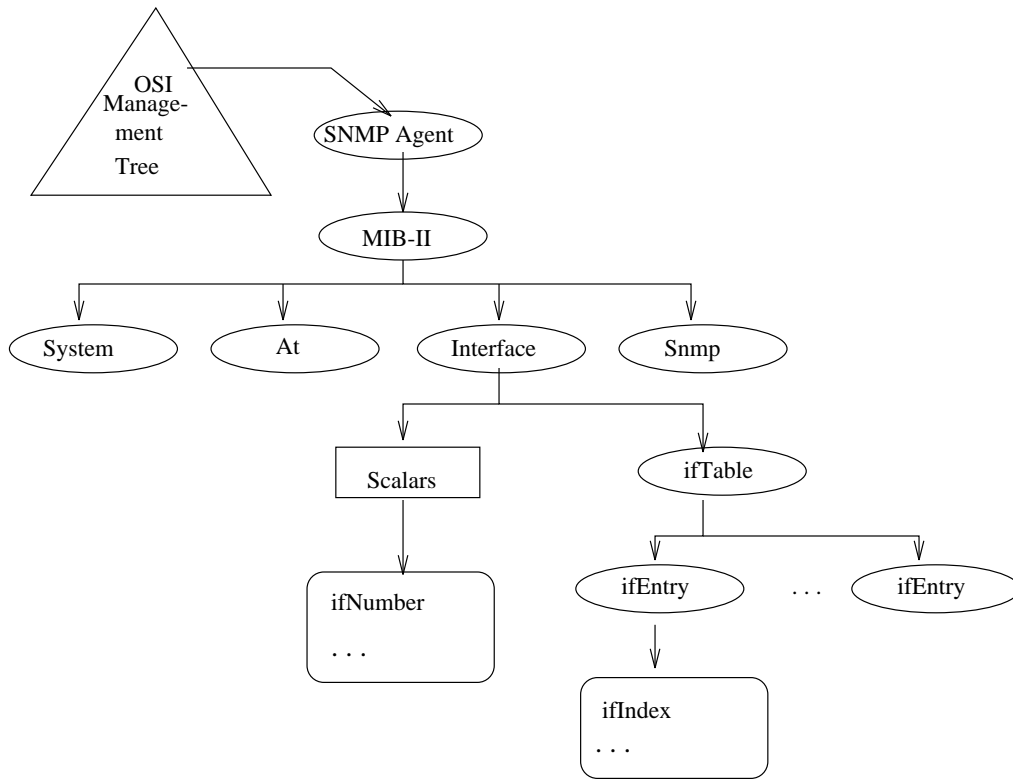 OSI
Manage-
ment
Tree
SNMP Agent
MIB-II
System
At
Interface
Snmp
Scalars
ifTable
ifNumber
. . .
ifEntry
. . .
ifEntry
ifIndex
. . .